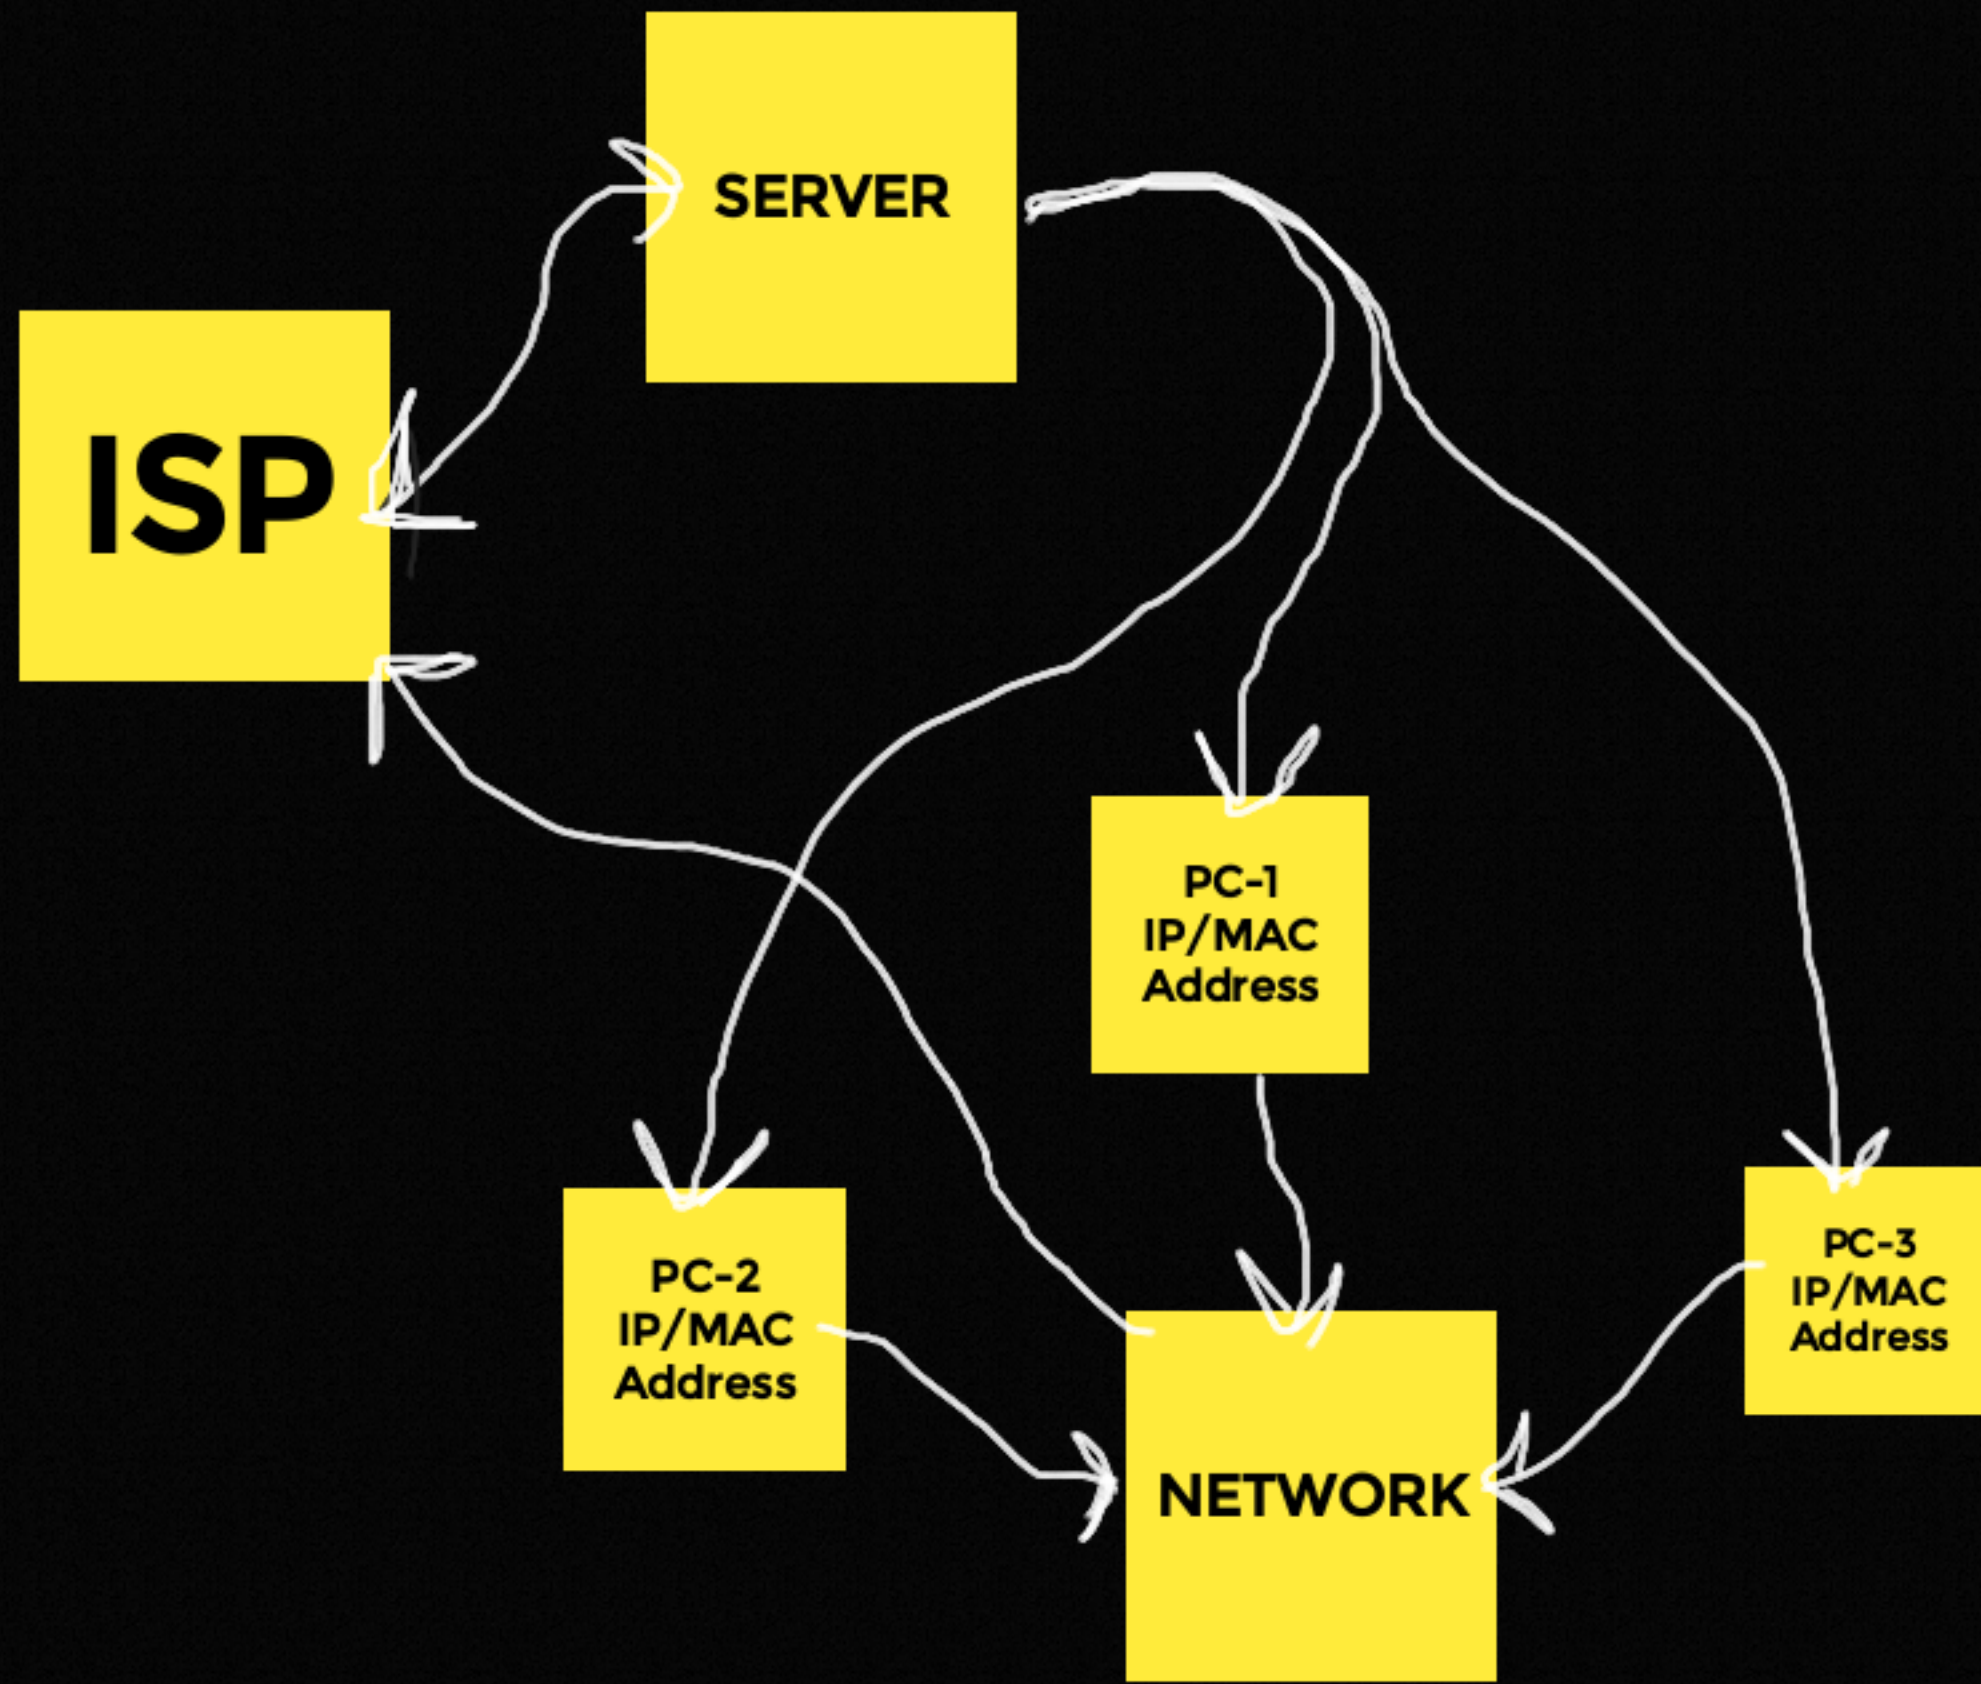 SERVER
ISP
PC-1
IP/MAC
Address
PC-2
IP/MAC
Address
PC-3
IP/MAC
Address
NETWORK